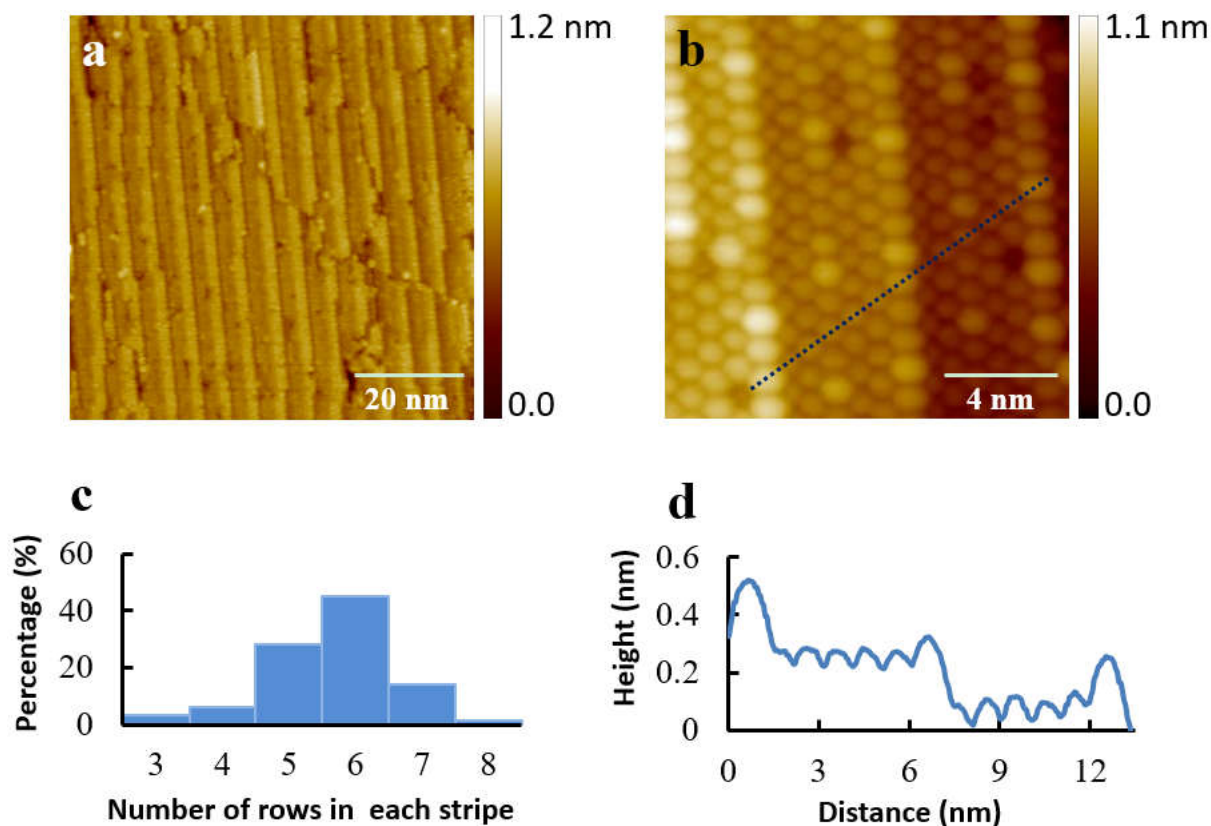 a
1.2 nm
20 nm
0.0
b
1.1 nm
4 nm
0.0
c
Percentage (%)
60
40
20
0
3 4 5 6 7 8
Number of rows in each stripe
d
Height (nm)
0.6
0.4
0.2
0
0 3 6 9 12
Distance (nm)